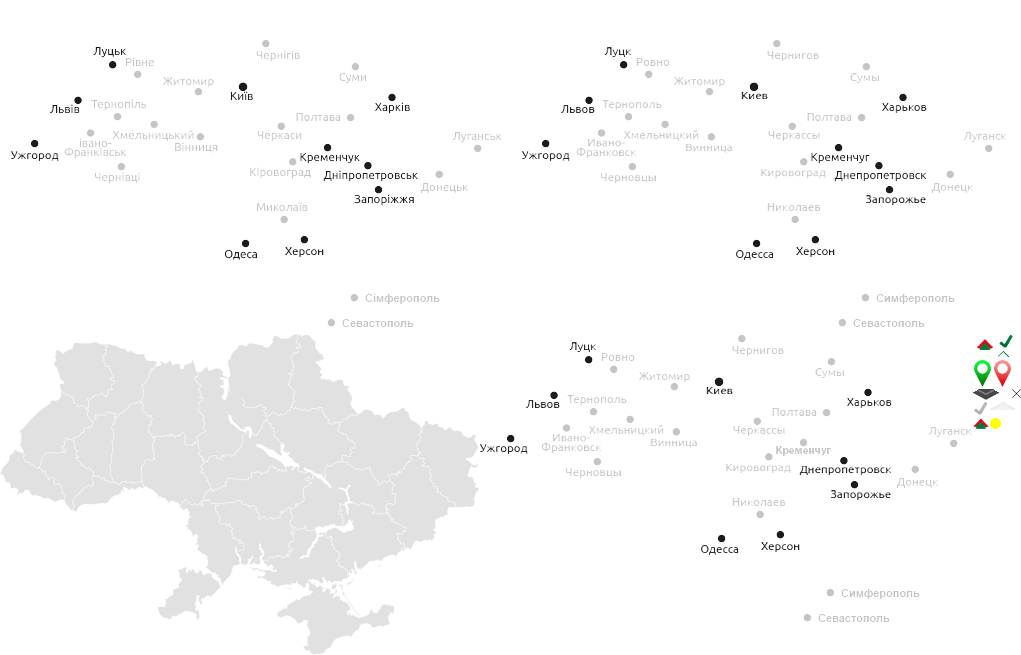 Чернігів
Луцьк
Рівне
Суми
Житомир
Київ
Львів
Тернопіль
Харків
Полтава
Хмельницький
Черкаси
Луганськ
Івано-
Франківськ
Вінниця
Ужгород
Кременчук
Чернівці
Кіровоград
Дніпропетровськ
Донецьк
Запоріжжя
Миколаїв
Одеса
Херсон
Сімферополь
Севастополь
Чернигов
Луцк
Ровно
Сумы
Житомир
Киев
Львов
Тернополь
Харьков
Полтава
Хмельницкий
Черкассы
Луганск
Ивано-
Франковск
Винница
Ужгород
Кременчуг
Черновцы
Кировоград
Днепропетровск
Донецк
Запорожье
Николаев
Одесса
Херсон
Симферополь
Севастополь
Чернигов
Луцк
Ровно
Сумы
Житомир
Киев
Львов
Тернополь
Харьков
Полтава
Хмельницкий
Черкассы
Луганск
Ивано-
Франковск
Винница
Ужгород
Кременчуг
Черновцы
Кировоград
Днепропетровск
Донецк
Запорожье
Николаев
Одесса
Херсон
Симферополь
Севастополь